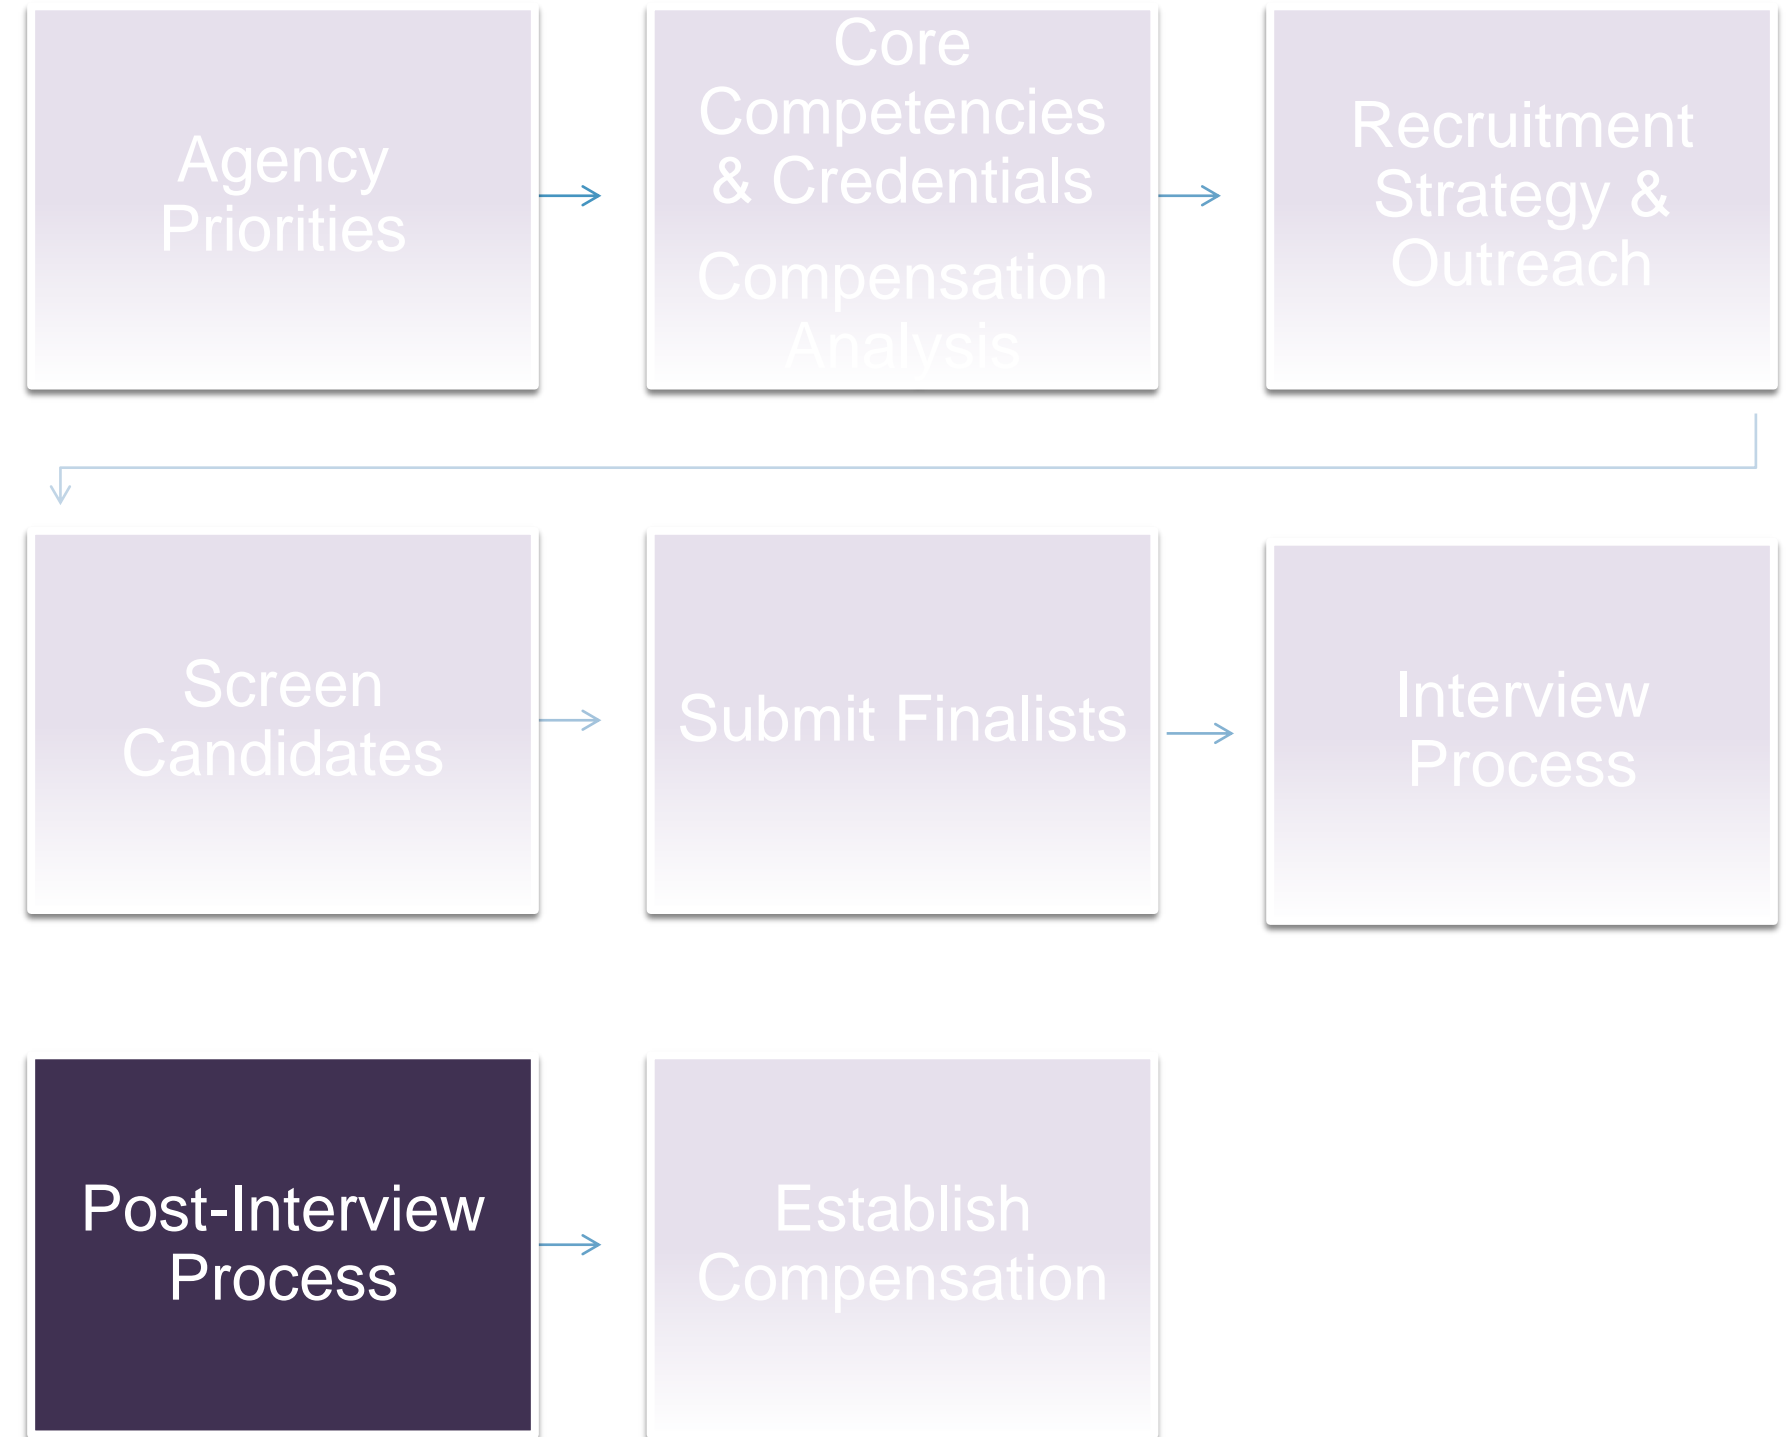 Agency
Priorities
Core
Competencies
& Credentials
Compensation
Analysis
Recruitment
Strategy &
Outreach
Screen
Candidates
Submit Finalists
Interview
Process
Post-Interview
Process
Establish
Compensation